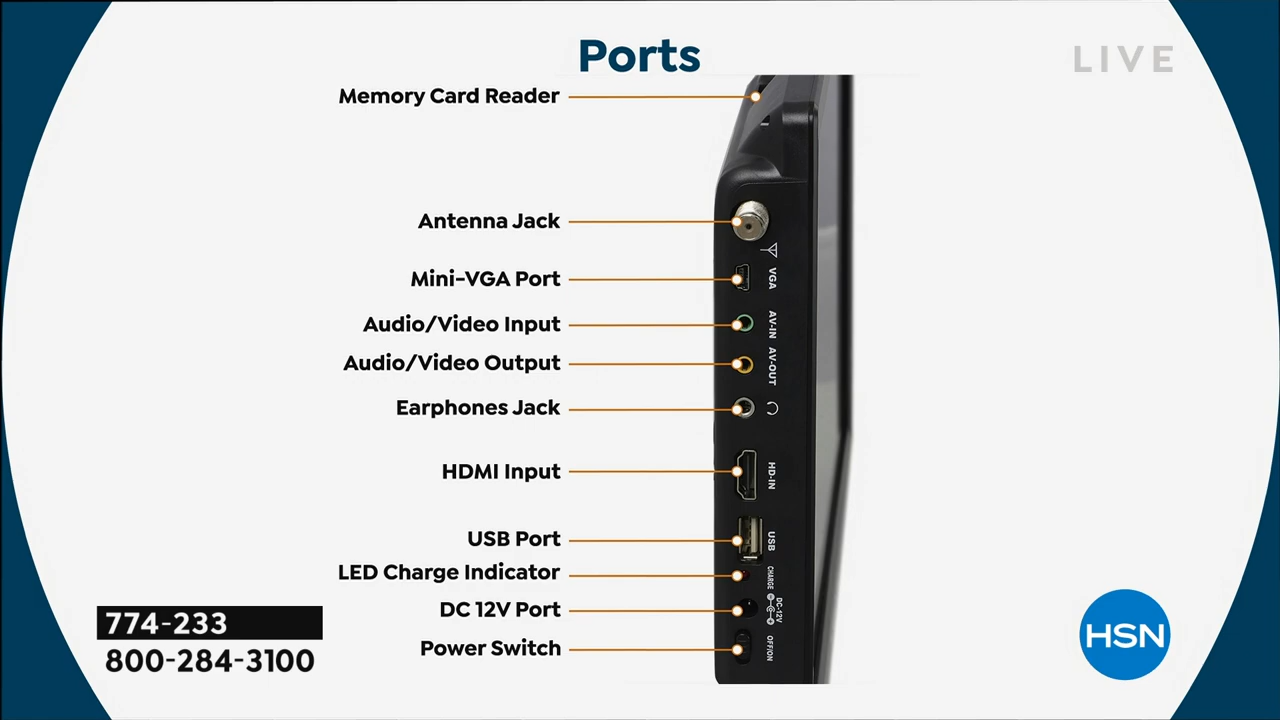 Ports
LIVE
Memory Card Reader
Antenna Jack
Mini-VGA Port
VGA
Audio/Video Input
AV-IN
Audio/Video Output
AV-OUT
Earphones Jack
HDMI Input
HD-IN
USB Port
USB
LED Charge Indicator
CHARGE
DC 12V Port
DC-12V
Power Switch
OFF/ON
774-233
800-284-3100
HSN